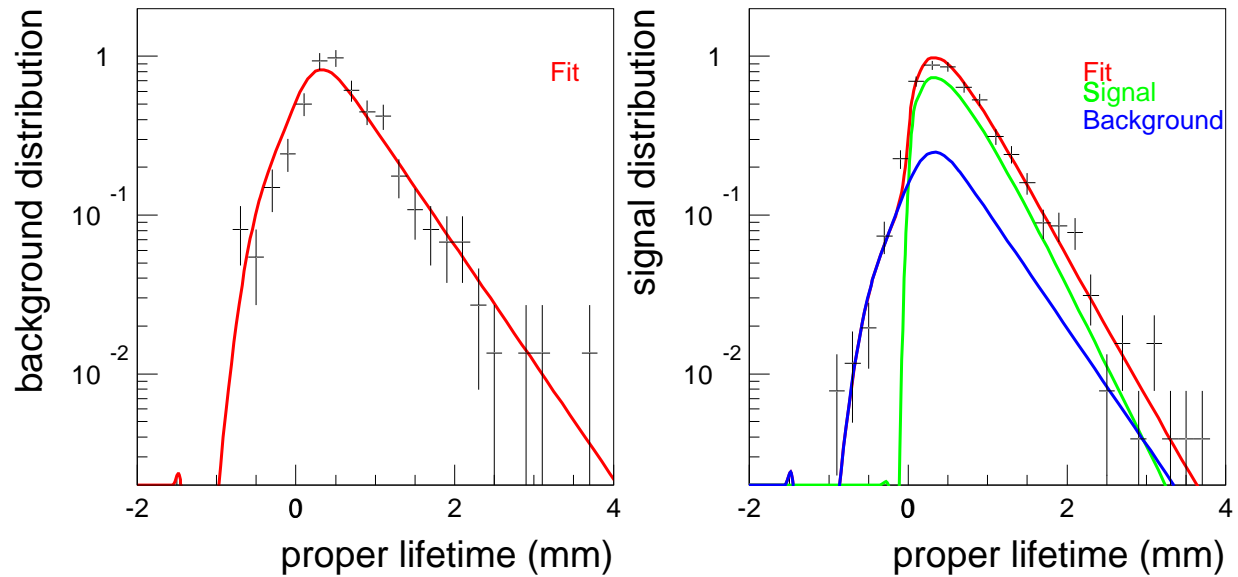 background distribution
1
10 -1
10 -2
Fit
-2 0 2 4
proper lifetime (mm)
signal distribution
1
10 -1
10 -2
Fit
Signal
Background
-2 0 2 4
proper lifetime (mm)